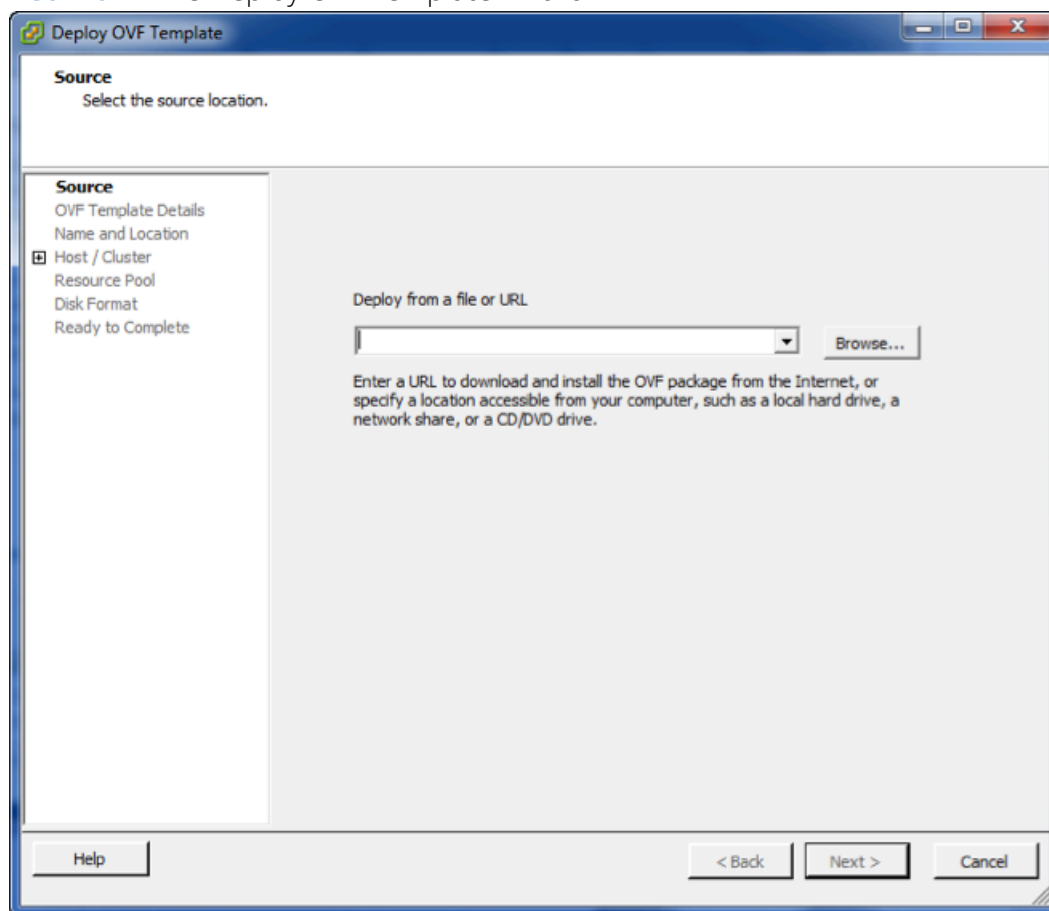 Deploy OVF Template
Source
Select the source location.
Source
OVF Template Details
Name and Location
Host / Cluster
Resource Pool
Disk Format
Ready to Complete
Deploy from a file or URL
Browse...
Enter a URL to download and install the OVF package from the Internet, or
specify a location accessible from your computer, such as a local hard drive, a
network share, or a CD/DVD drive.
Help
< Back
Next >
Cancel